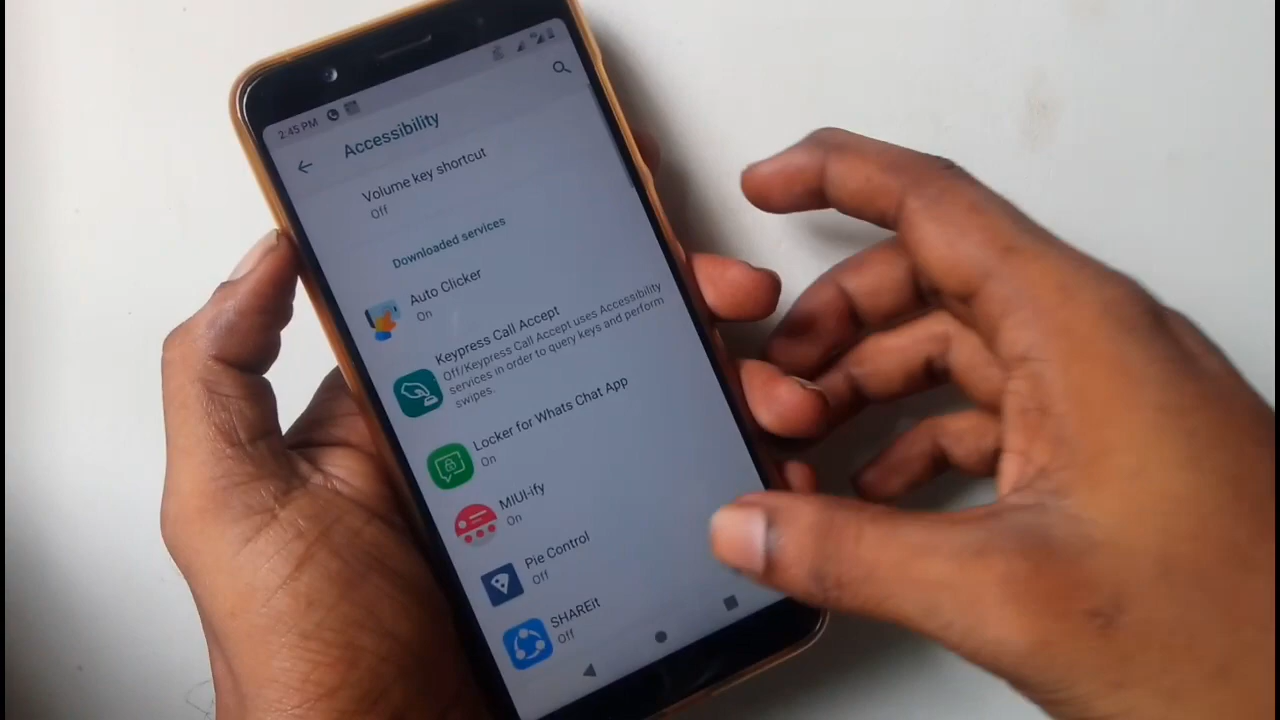 2:45 PM
Accessibility
Volume key shortcut
Off
Downloaded services
Auto Clicker
On
Keypress Call Accept
Off/Keypress Call Accept uses Accessibility
services in order to query keys and perform
swipes.
Locker for Whats Chat App
On
MIUI-ify
On
Pie Control
Off
SHAREit
Off